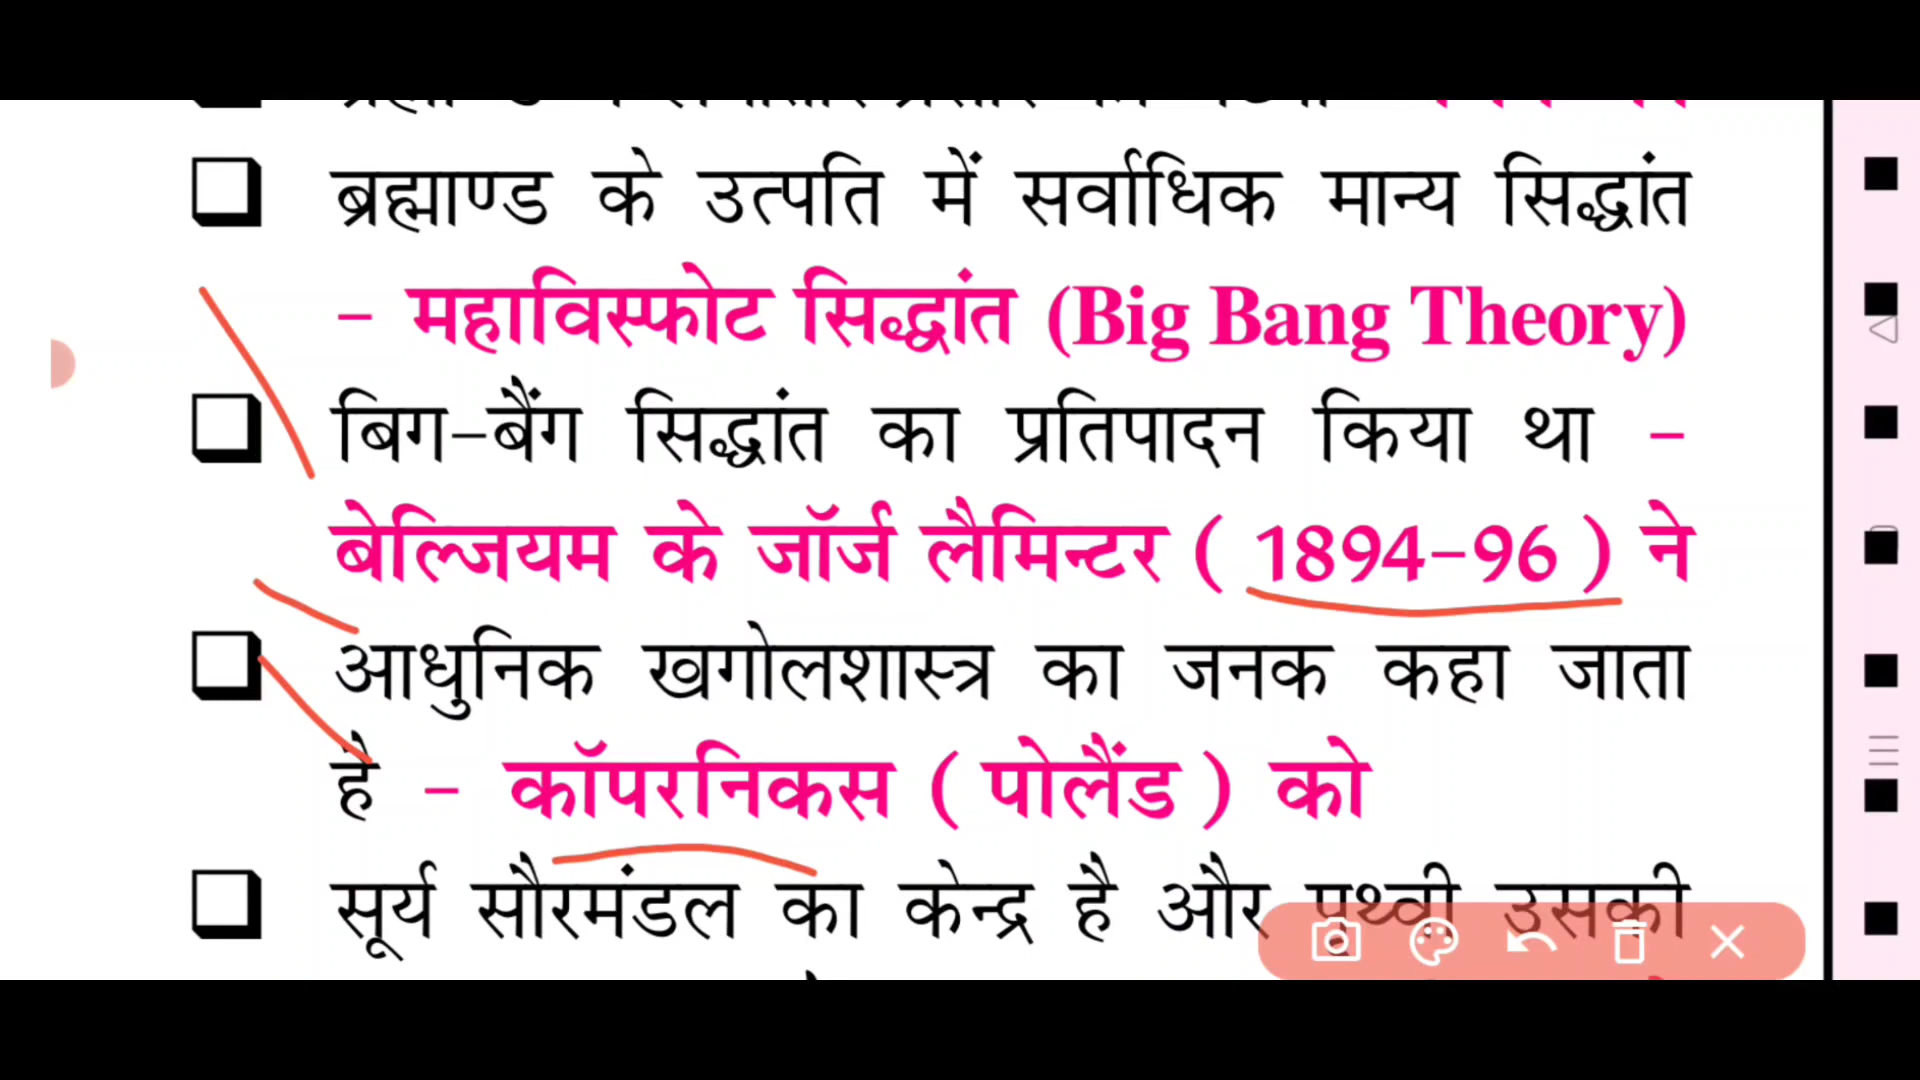 ब्रह्माण्ड के उत्पति में सर्वाधिक मान्य सिद्धांत
- महाविस्फोट सिद्धांत (Big Bang Theory)
बिग-बैंग सिद्धांत का प्रतिपादन किया था -
बेल्जियम के जॉर्ज लैमिन्टर ( 1894-96 ) ने
आधुनिक खगोलशास्त्र का जनक कहा जाता
है - कॉपरनिकस ( पोलैंड ) को
सूर्य सौरमंडल का केन्द्र है और पृथ्वी उसकी